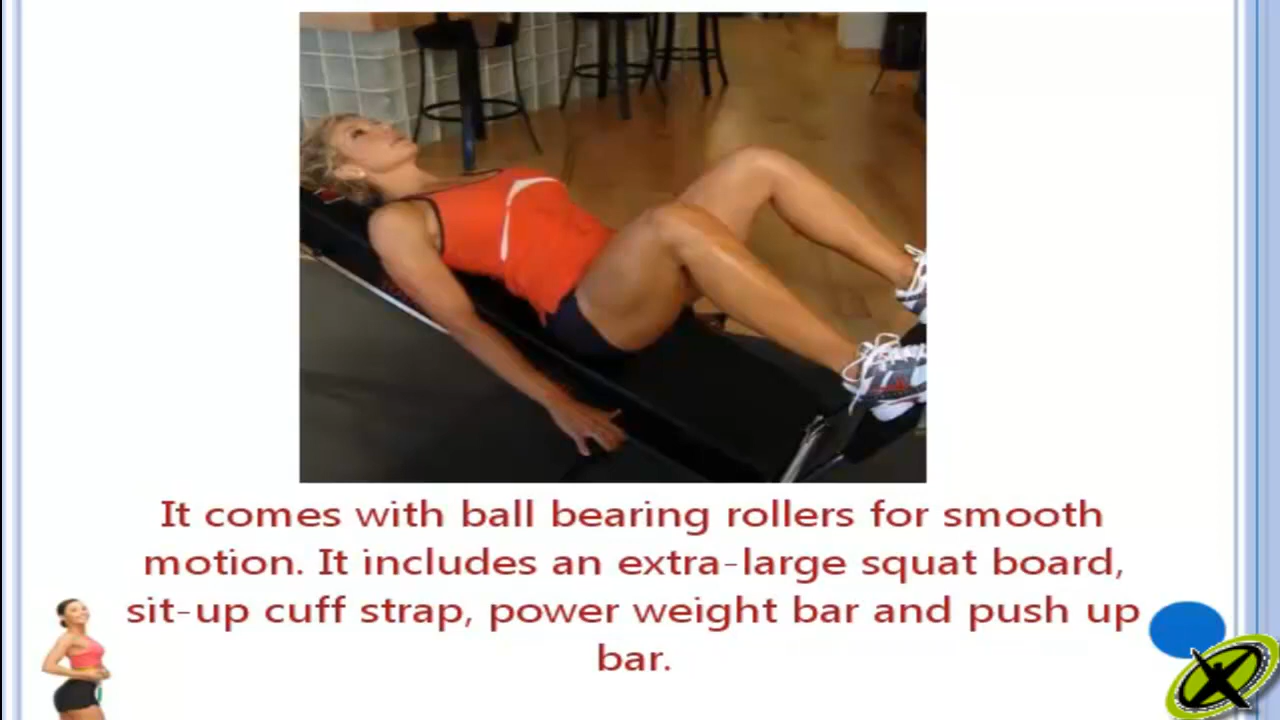 It comes with ball bearing rollers for smooth
motion. It includes an extra-large squat board,
sit-up cuff strap, power weight bar and push up
bar.